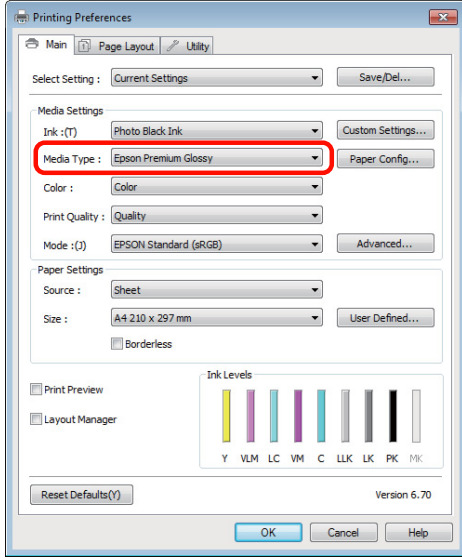 Printing Preferences
Main Page Layout Utility
Select Setting : Current Settings Save/Del...
Media Settings
Ink :(T) Photo Black Ink Custom Settings...
Media Type : Epson Premium Glossy Paper Config...
Color : Color
Print Quality : Quality
Mode :(J) EPSON Standard (sRGB) Advanced...
Paper Settings
Source : Sheet
Size : A4 210 x 297 mm User Defined...
Borderless
Ink Levels
Print Preview
Layout Manager
Y VLM LC VM C LLK LK PK MK
Reset Defaults(Y) Version 6.70
OK Cancel Help